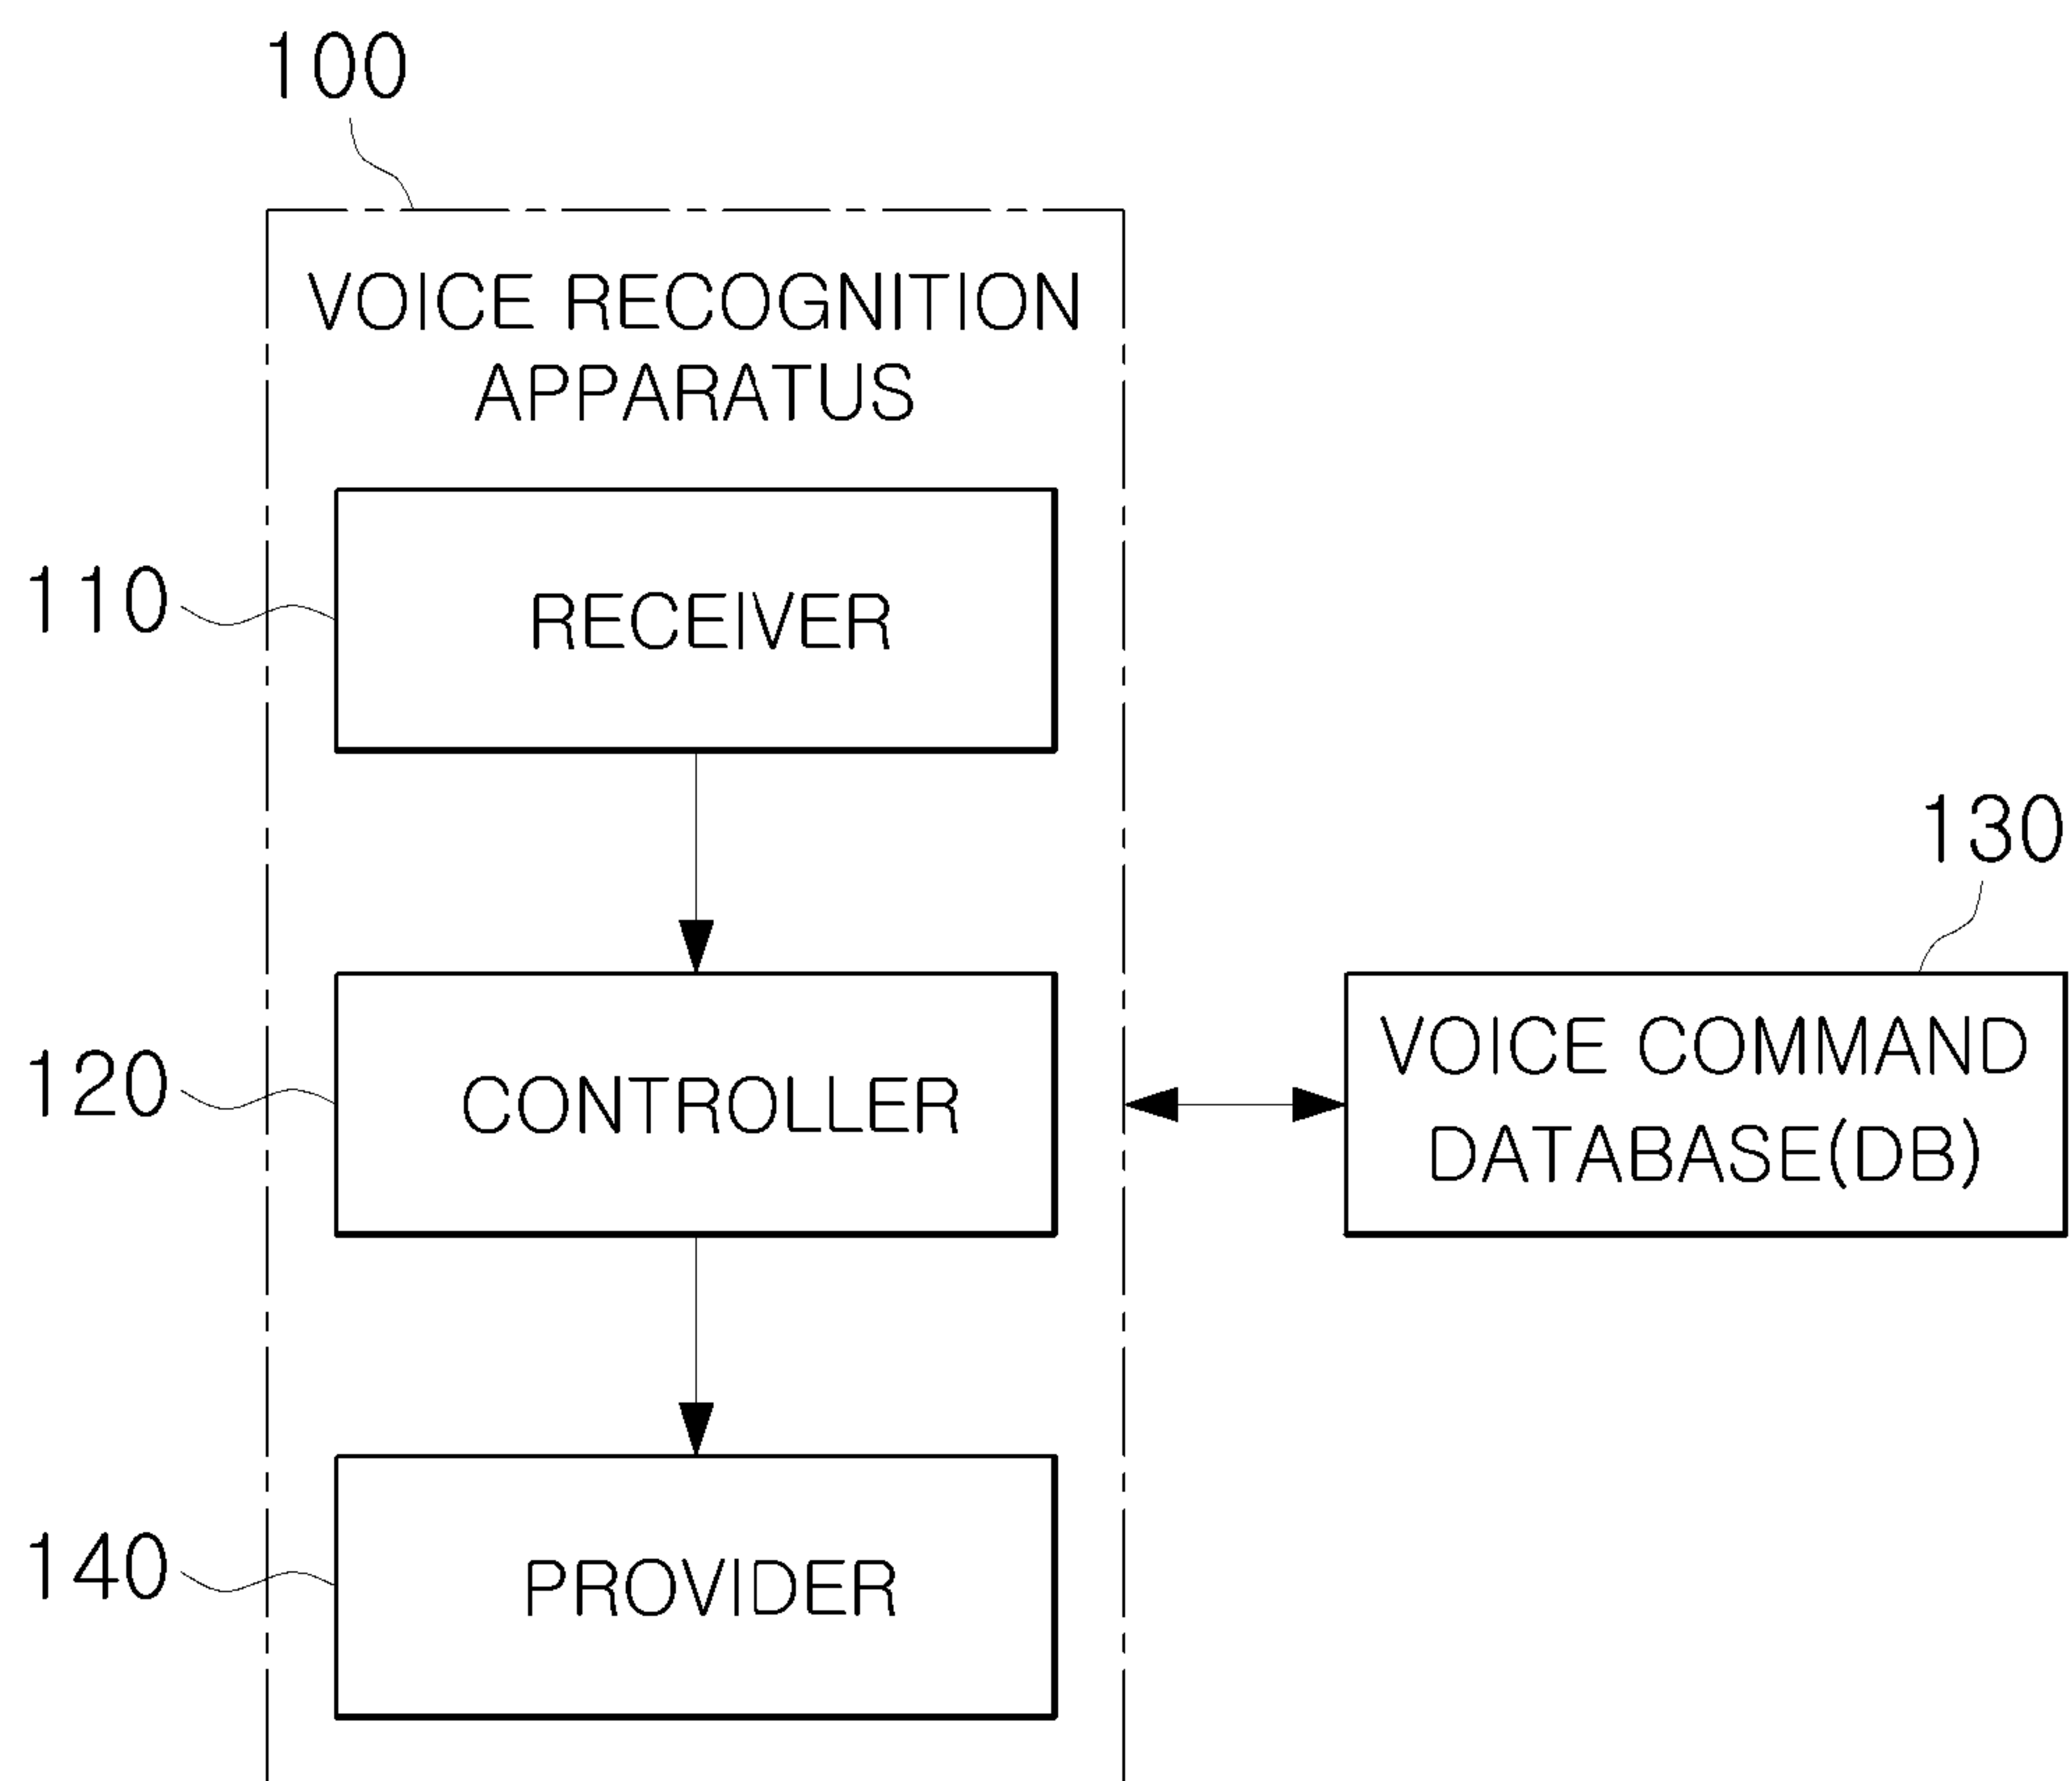 100
VOICE RECOGNITION
APPARATUS
110
RECEIVER
130
120
CONTROLLER
VOICE COMMAND
DATABASE(DB)
140
PROVIDER